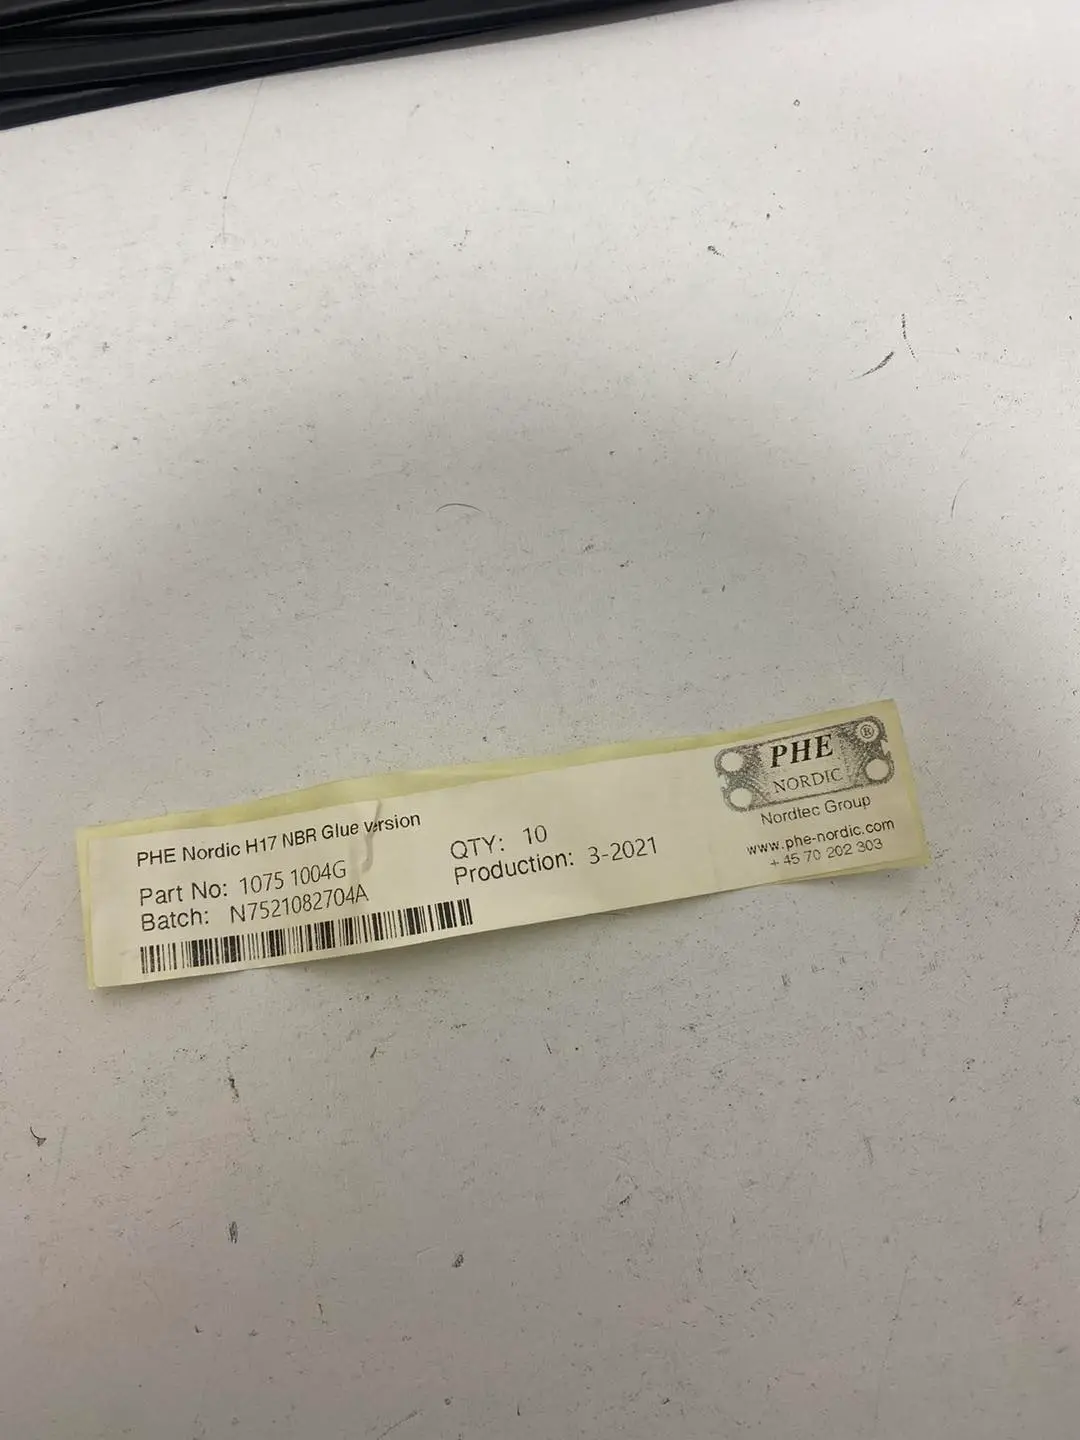 PHE Nordic H17 NBR Glue version
Part No: 1075 1004G
Batch: N7521082704A
QTY: 10
Production: 3-2021
PHE ®
NORDIC
Nordtec Group
www.phe-nordic.com
+ 45 70 202 303